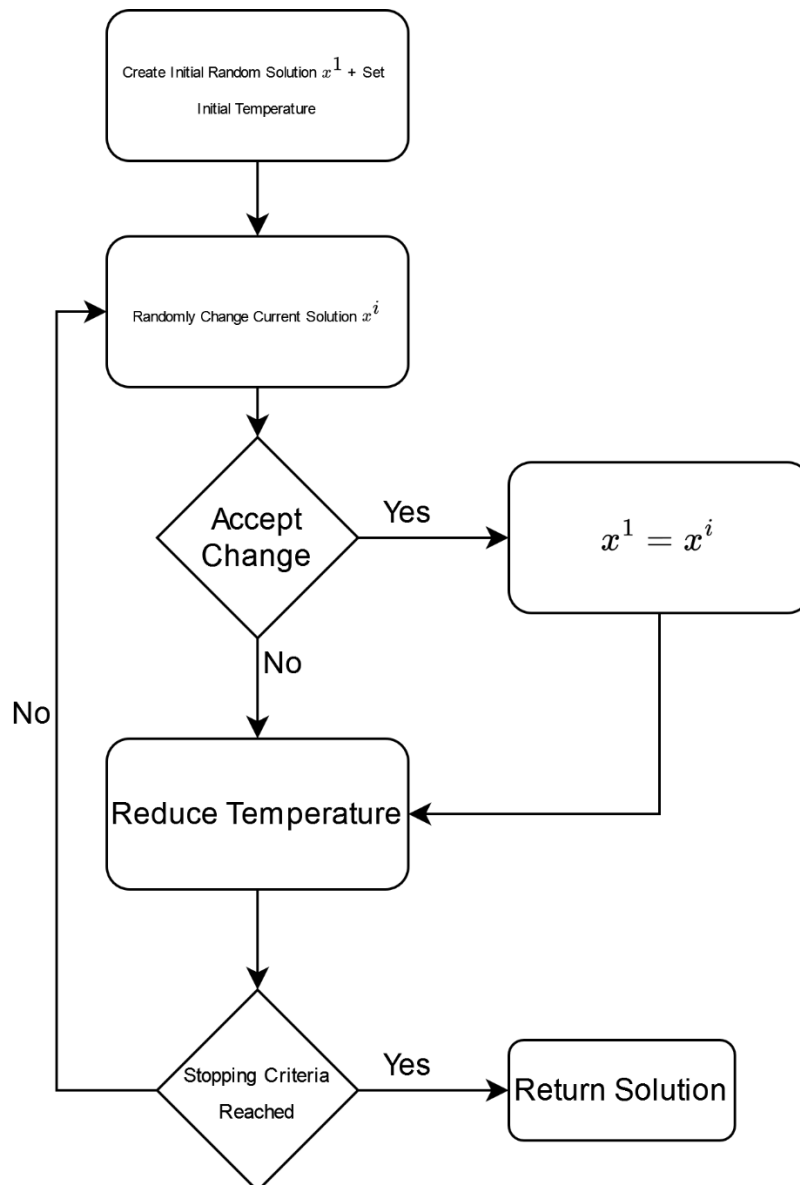 Create Initial Random Solution x^1 + Set
Initial Temperature
Randomly Change Current Solution x^i
Accept
Change
Yes
x^1 = x^i
No
No
Reduce Temperature
Stopping Criteria
Reached
Yes
Return Solution